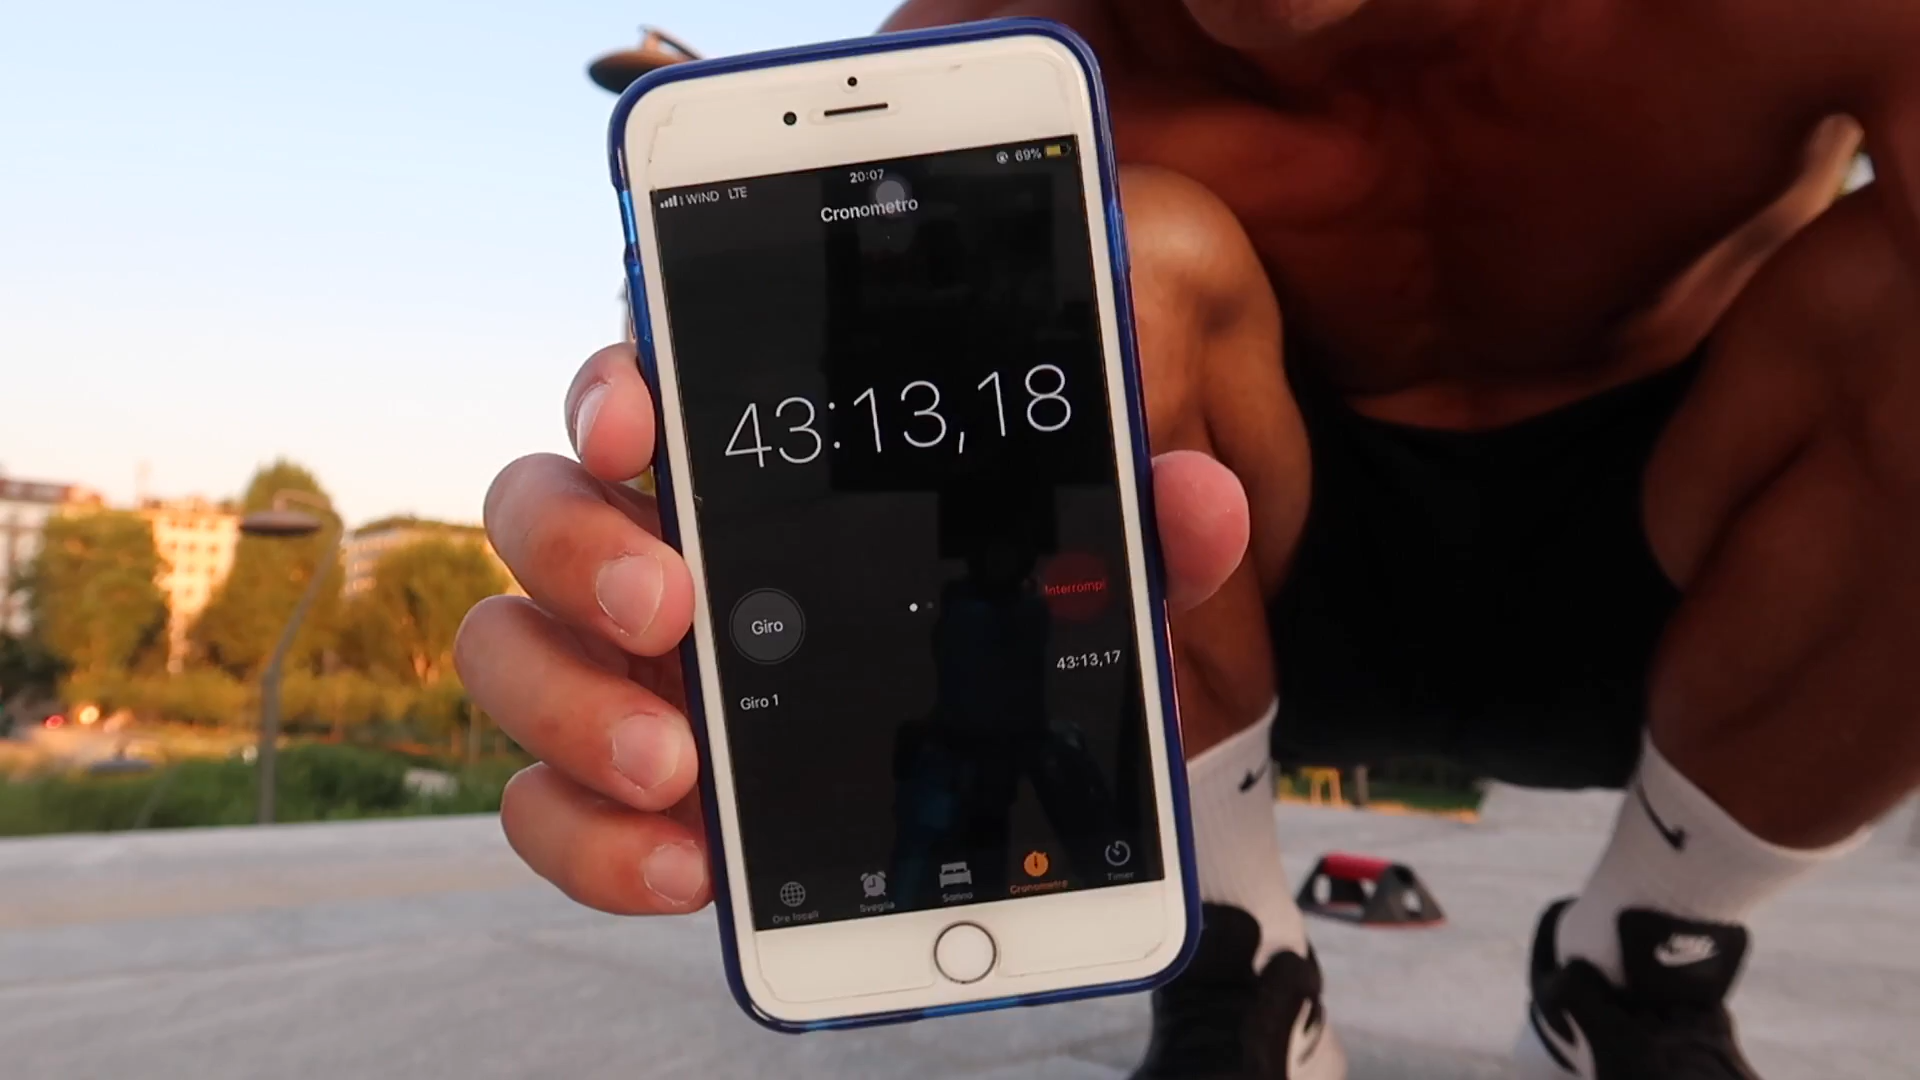 WIND LTE
20:07
69%
Cronometro
43:13,18
Giro
Interrompi
43:13,17
Giro 1
Ore locali
Sveglia
Sonno
Cronometro
Timer